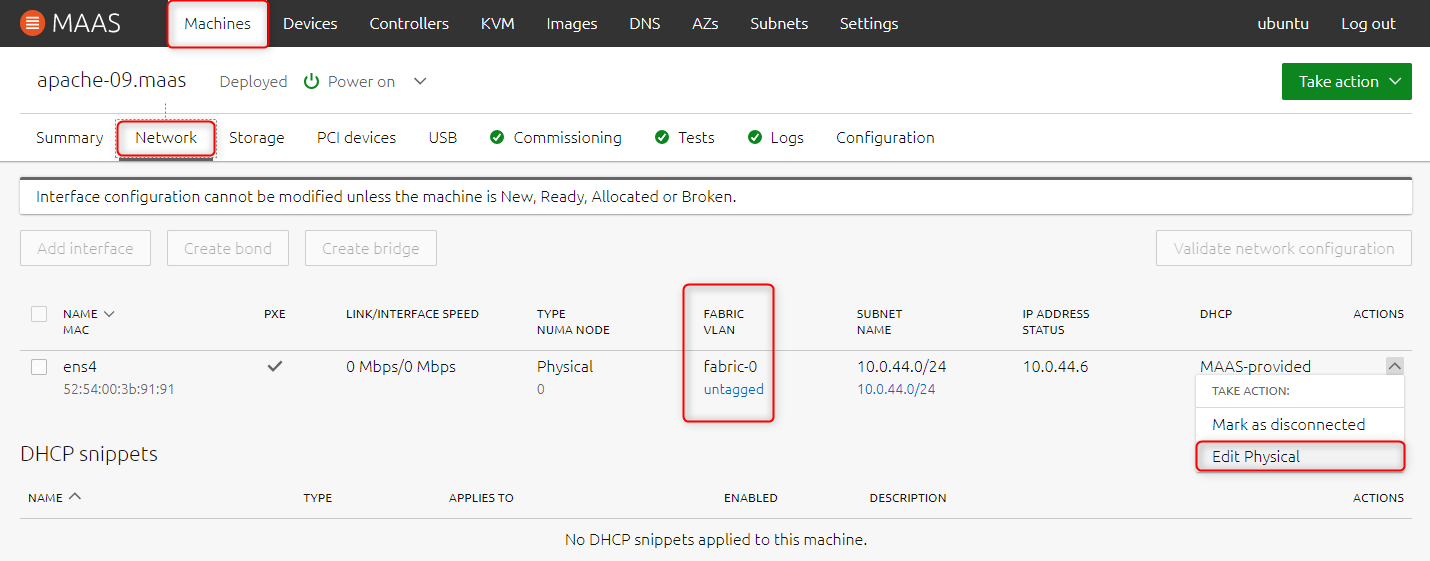 MAAS Machines Devices Controllers KVM Images DNS AZs Subnets Settings ubuntu Log out
apache-09.maas Deployed Power on Take action
Summary Network Storage PCI devices USB Commissioning Tests Logs Configuration
Interface configuration cannot be modified unless the machine is New, Ready, Allocated or Broken.
Add interface Create bond Create bridge Validate network configuration
NAME PXE LINK/INTERFACE SPEED TYPE FABRIC SUBNET IP ADDRESS DHCP ACTIONS
MAC NUMA NODE VLAN NAME STATUS
ens4 0 Mbps/0 Mbps Physical fabric-0 10.0.44.0/24 10.0.44.6 MAAS-provided
52:54:00:3b:91:91 0 untagged 10.0.44.0/24
TAKE ACTION:
Mark as disconnected
Edit Physical
DHCP snippets
NAME TYPE APPLIES TO ENABLED DESCRIPTION ACTIONS
No DHCP snippets applied to this machine.